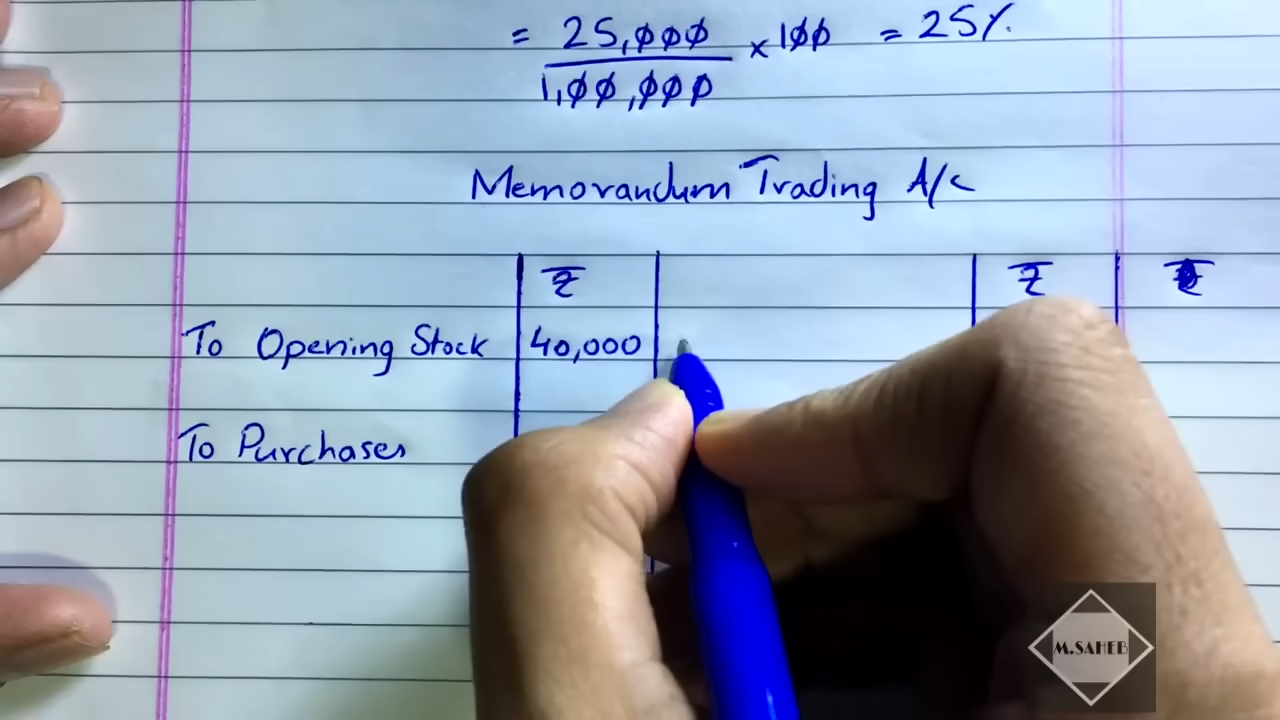 = 25,000 / 1,00,000 × 100 = 25%
Memorandum Trading A/c
₹ ₹ ₹
To Opening Stock 40,000
To Purchases
M.SAHEB